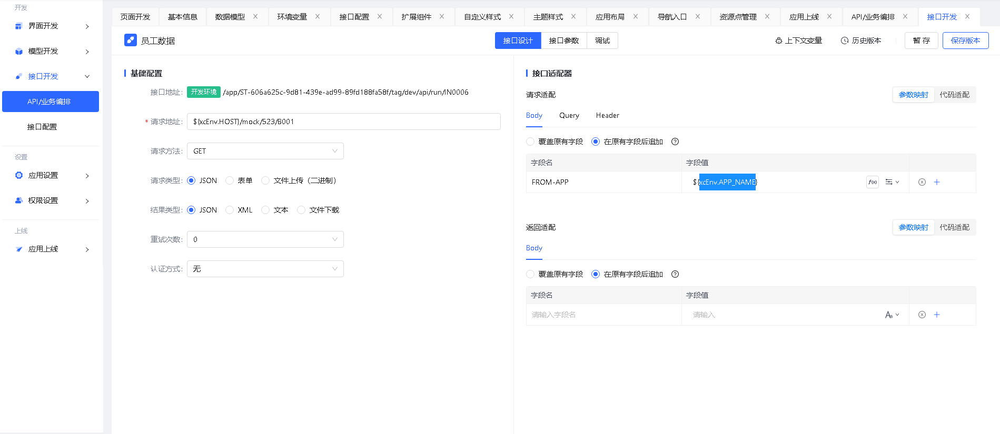 开发
界面开发
模型开发
接口开发
API/业务编排
接口配置
设置
应用设置
权限设置
上线
应用上线
页面开发 基本信息 数据模型 环境变量 接口配置 扩展组件 自定义样式 主题样式 应用布局 导航入口 资源点管理 应用上线 API/业务编排 接口开发
员工数据 接口设计 接口参数 调试 上下文变量 历史版本 暂 存 保存版本
基础配置
接口地址: 开发环境 /app/ST-606a625c-9d81-439e-ad99-89fd188fa58f/tag/dev/api/run/IN0006
* 请求地址: ${xcEnv.HOST}/mock/523/B001
请求方法: GET
请求类型: JSON 表单 文件上传（二进制）
结果类型: JSON XML 文本 文件下载
重试次数: 0
认证方式: 无
接口适配器
请求适配 参数映射 代码适配
Body Query Header
覆盖原有字段 在原有字段后追加
字段名 字段值
FROM-APP ${xcEnv.APP_NAME} f(x)
返回适配 参数映射 代码适配
Body
覆盖原有字段 在原有字段后追加
字段名 字段值
请输入字段名 请输入